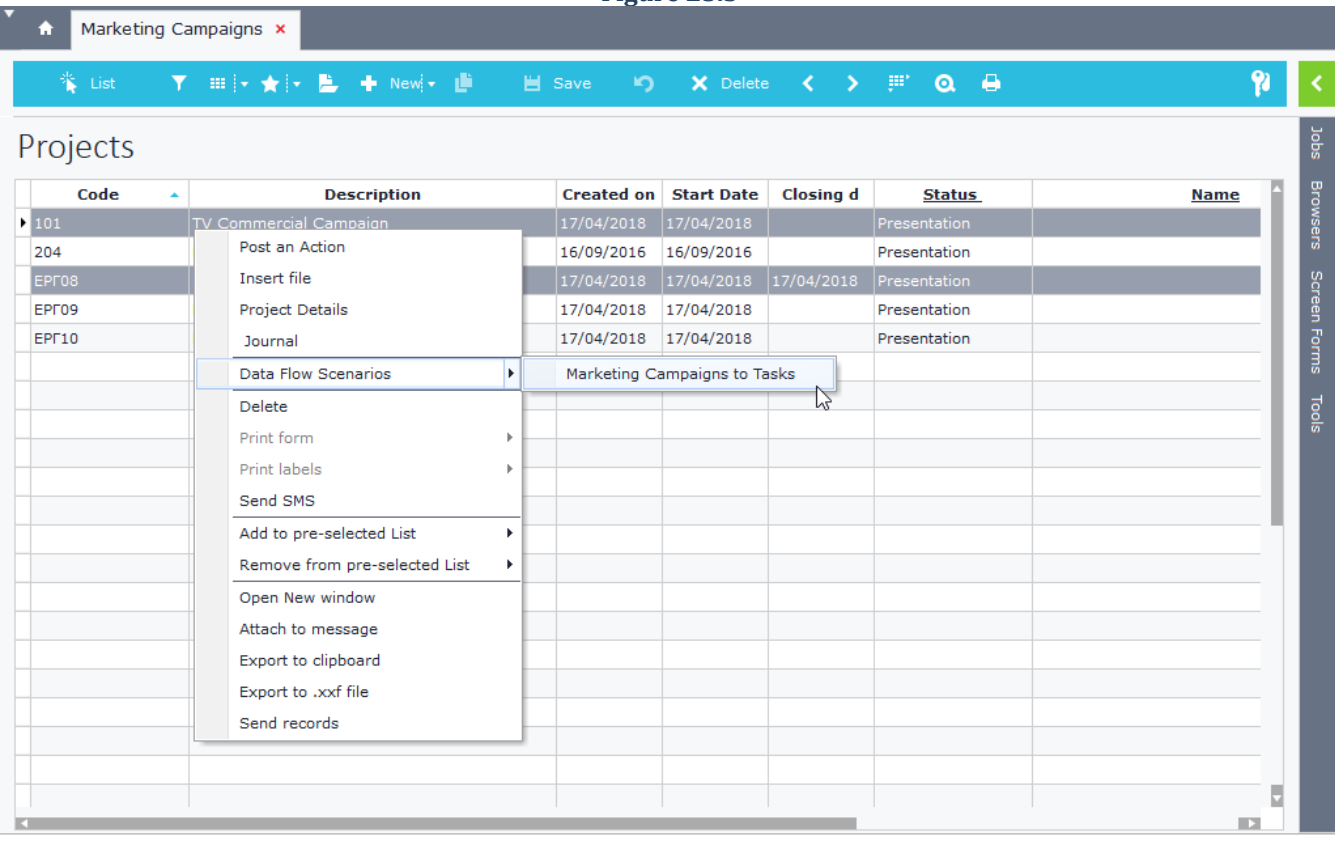 Marketing Campaigns
List New Save Delete
Projects
Code Description Created on Start Date Closing d Status Name
101 TV Commercial Campaign 17/04/2018 17/04/2018 Presentation
204 16/09/2016 16/09/2016 Presentation
ΕΡΓ08 17/04/2018 17/04/2018 17/04/2018 Presentation
ΕΡΓ09 17/04/2018 17/04/2018 Presentation
ΕΡΓ10 17/04/2018 17/04/2018 Presentation
Post an Action
Insert file
Project Details
Journal
Data Flow Scenarios
Marketing Campaigns to Tasks
Delete
Print form
Print labels
Send SMS
Add to pre-selected List
Remove from pre-selected List
Open New window
Attach to message
Export to clipboard
Export to .xxf file
Send records
Jobs
Browsers
Screen Forms
Tools